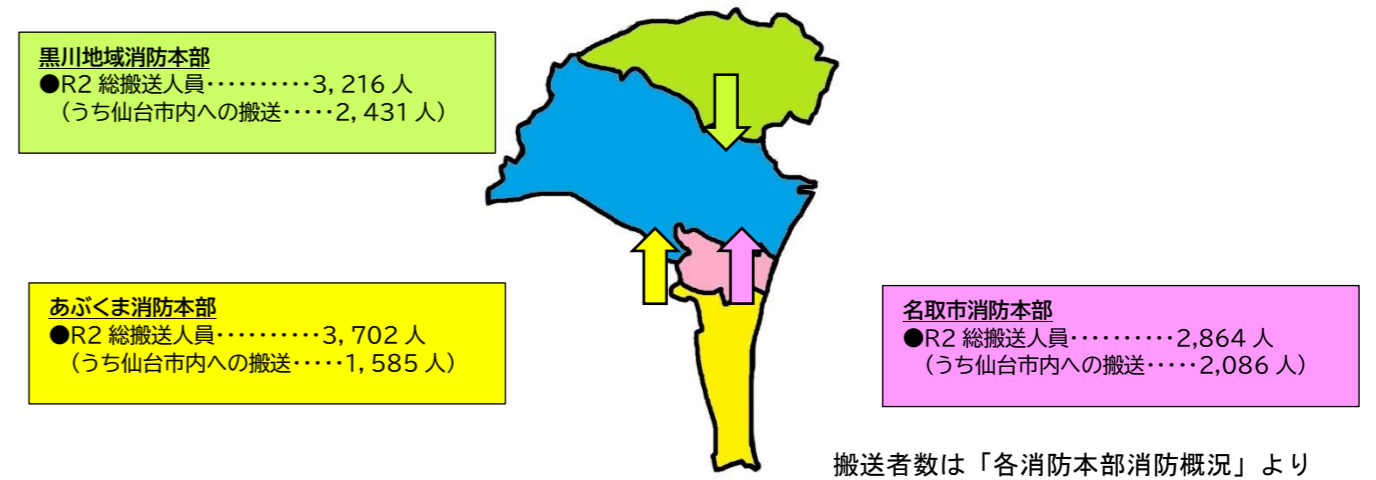 黒川地域消防本部
●R2 総搬送人員・・・・・・・・・・3, 216 人
（うち仙台市内への搬送・・・・・2, 431 人）
あぶくま消防本部
●R2 総搬送人員・・・・・・・・・・3, 702 人
（うち仙台市内への搬送・・・・・1, 585 人）
名取市消防本部
●R2 総搬送人員・・・・・・・・・・2,864 人
（うち仙台市内への搬送・・・・・2,086 人）
搬送者数は「各消防本部消防概況」より